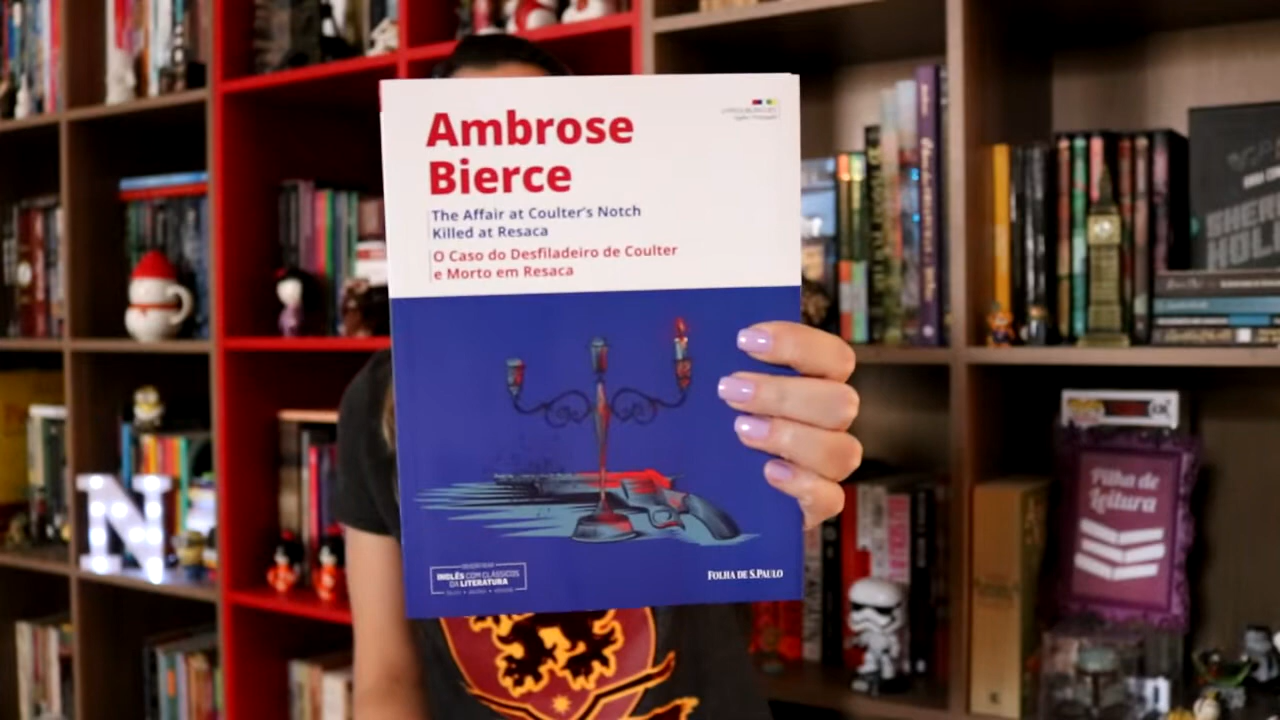 Ambrose
Bierce
The Affair at Coulter's Notch
Killed at Resaca
O Caso do Desfiladeiro de Coulter
e Morto em Resaca
INGLÊS COM CLÁSSICOS
DA LITERATURA
FOLHA DE S.PAULO
N
Pilha de
Leitura